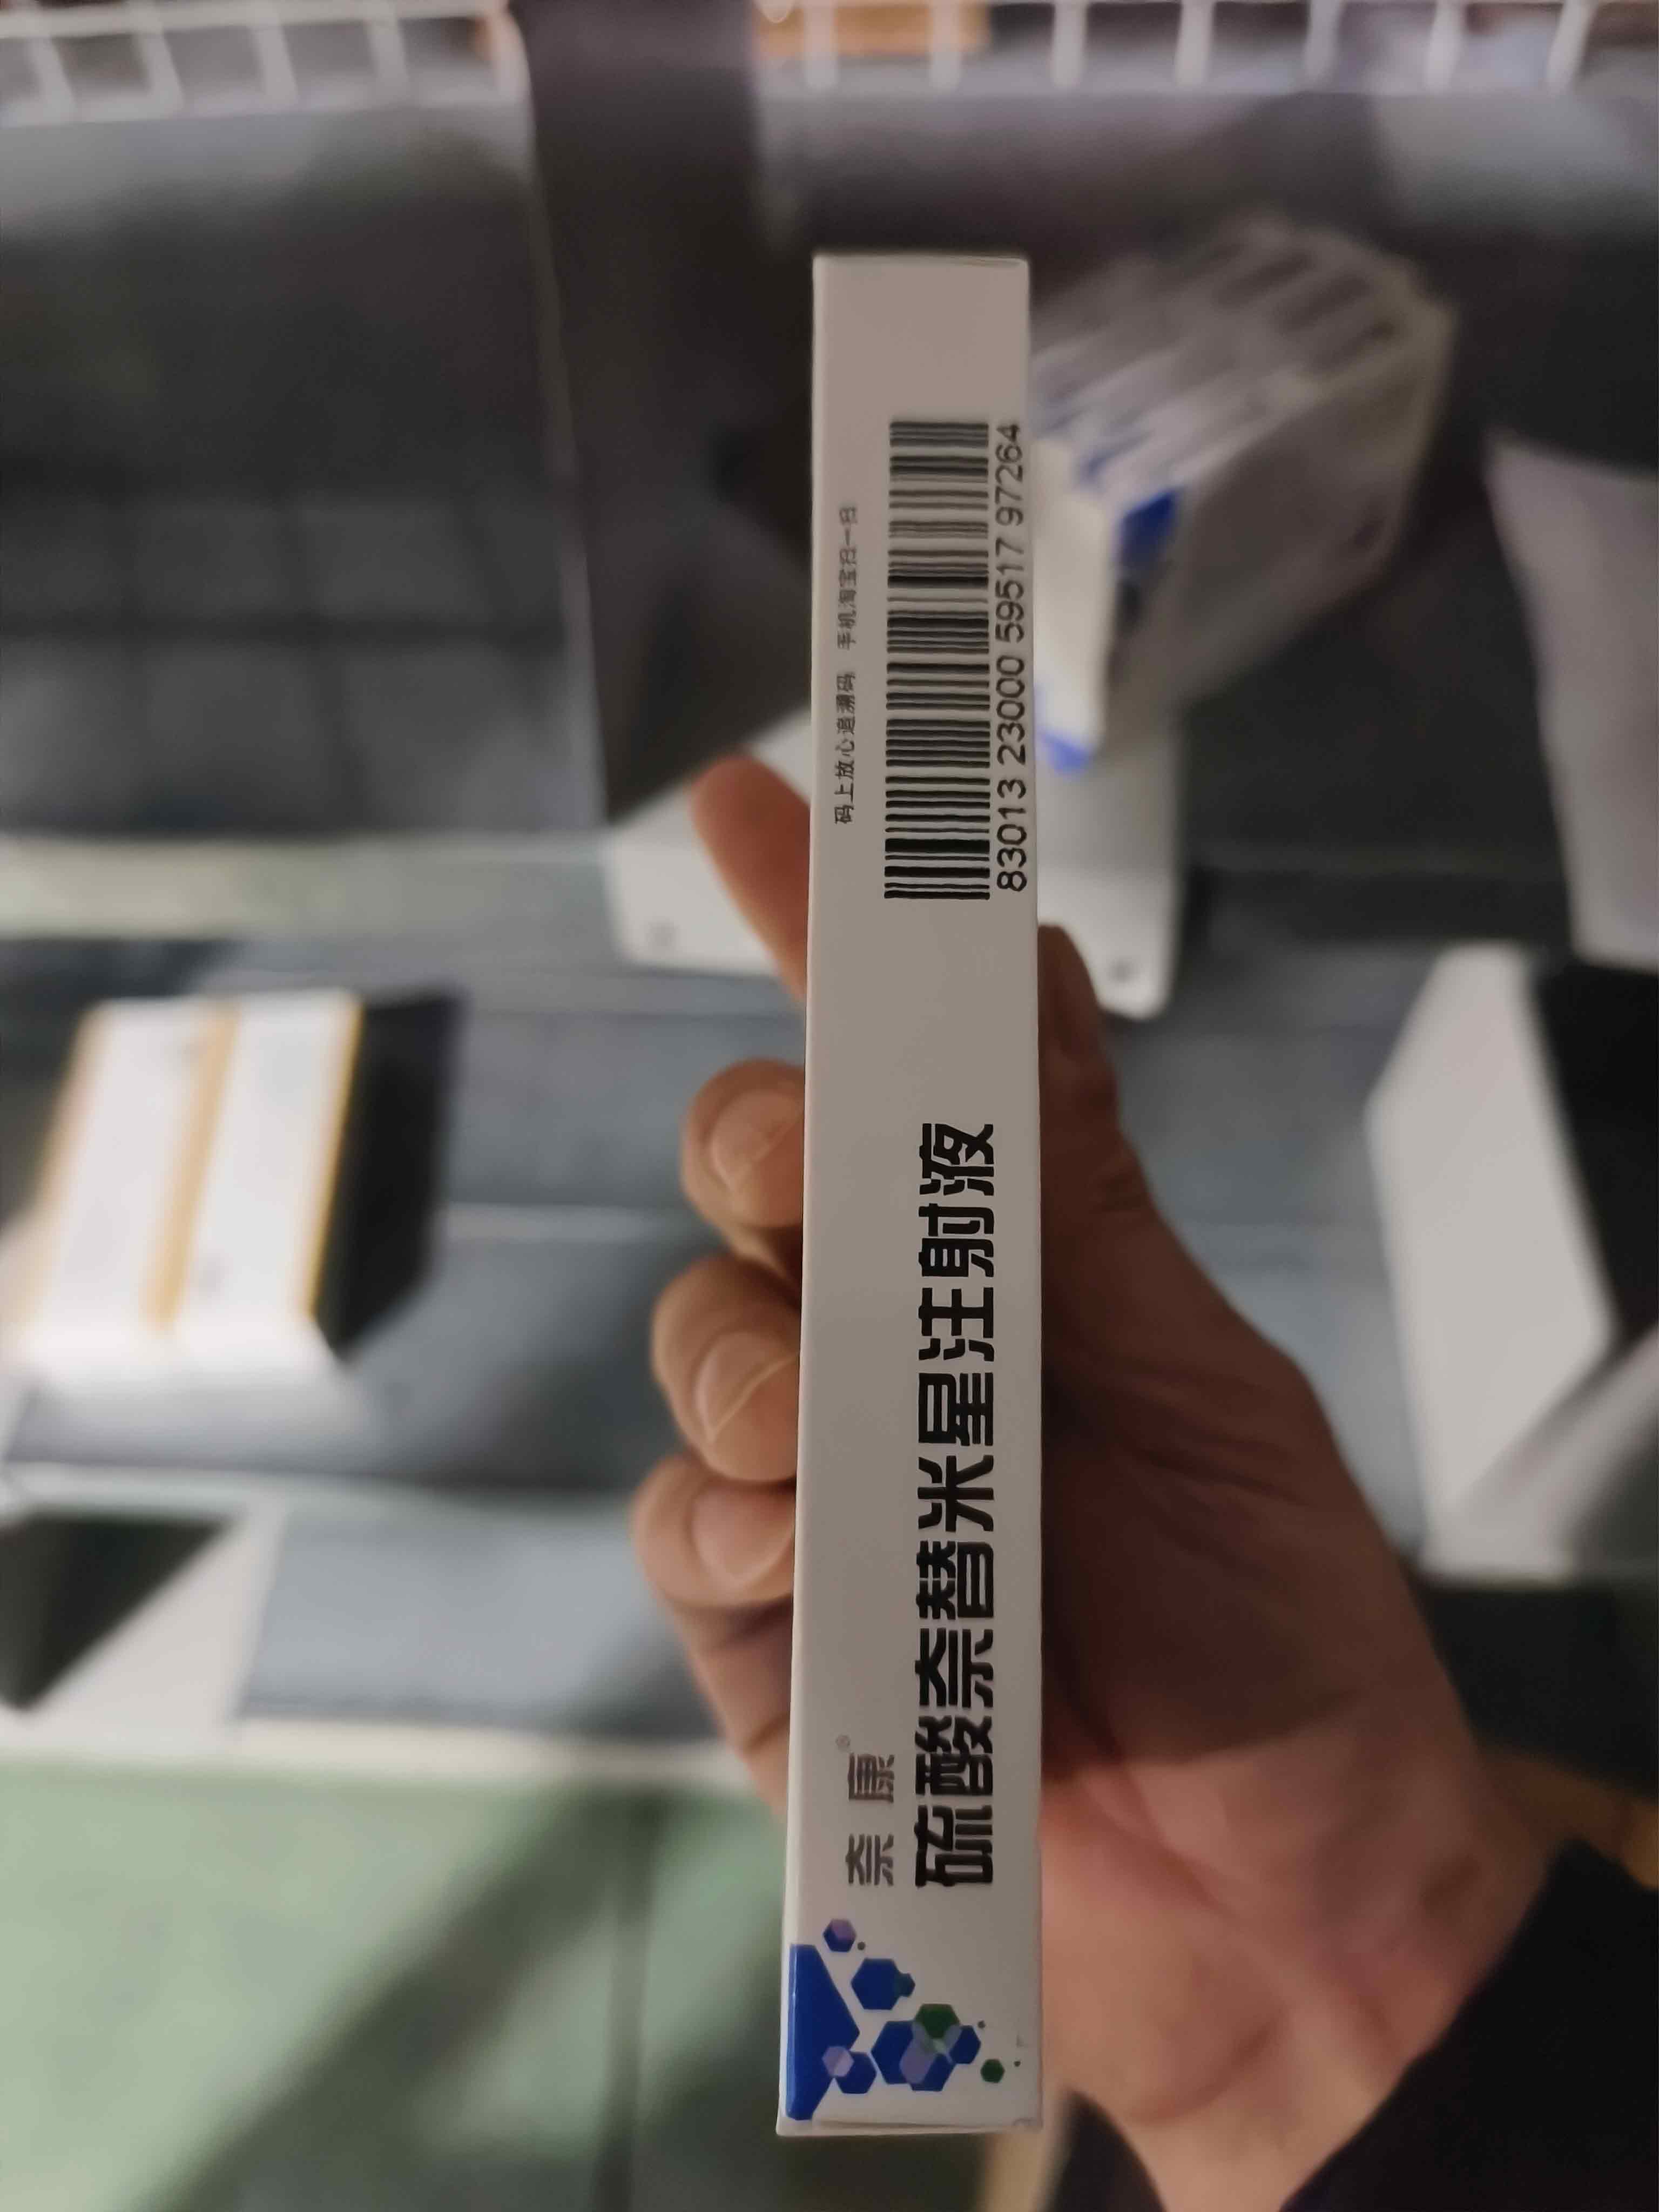 奈康®
硫酸奈替米星注射液
码上放心追溯码 手机淘宝扫一扫
83013 23000 59517 97264